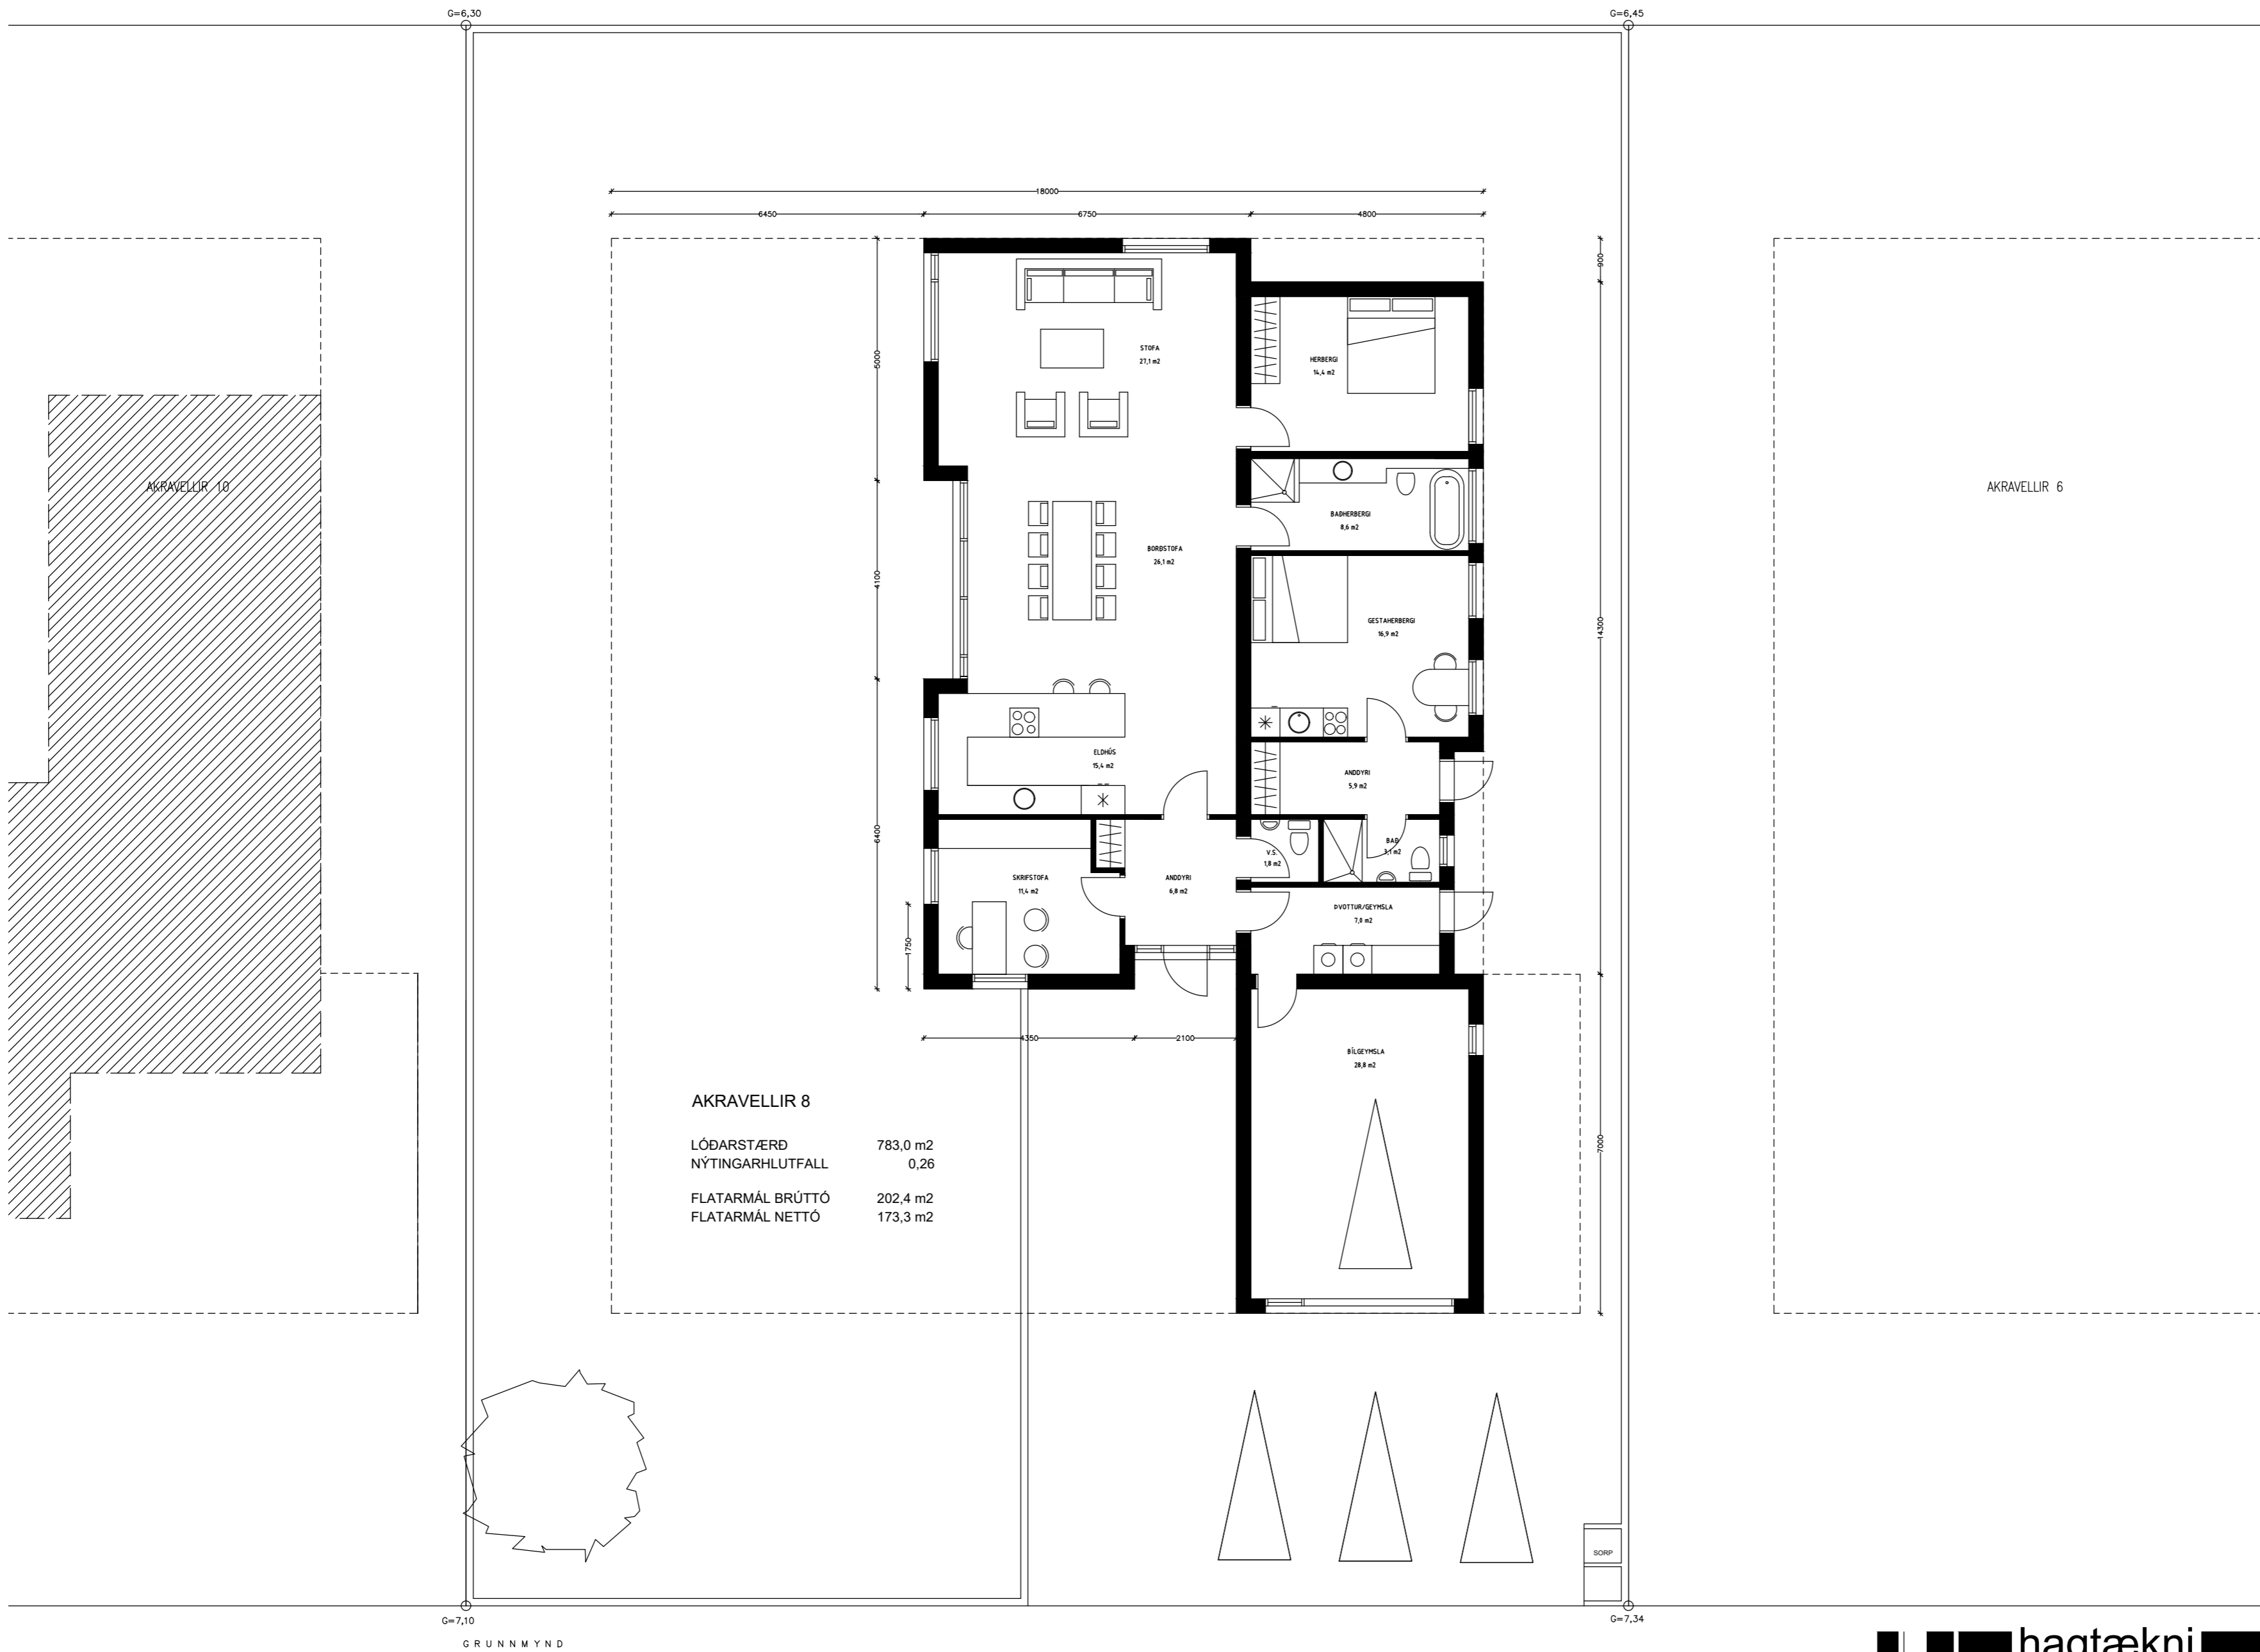 G=6,30
G=6,45
18000
6450
6750
4800
900
5000
STOFA
27,1 m2
HERBERGI
14,4 m2
AKRAVELLIR 10
AKRAVELLIR 6
BAÐHERBERGI
8,6 m2
BORÐSTOFA
26,1 m2
4100
GESTAHERBERGI
16,9 m2
14300
ELDHÚS
15,4 m2
ANDDYRI
5,9 m2
6400
BAÐ
3,1 m2
V.S.
1,8 m2
SKRIFSTOFA
11,4 m2
ANDDYRI
6,8 m2
ÞVOTTUR/GEYMSLA
7,8 m2
1750
4350
2100
BÍLGEYMSLA
28,8 m2
AKRAVELLIR 8
LÓÐARSTÆRÐ 783,0 m2
NÝTINGARHLUTFALL 0,26
FLATARMÁL BRÚTTÓ 202,4 m2
FLATARMÁL NETTÓ 173,3 m2
7000
SORP
G=7,10
G=7,34
GRUNNMYND
hagtækni